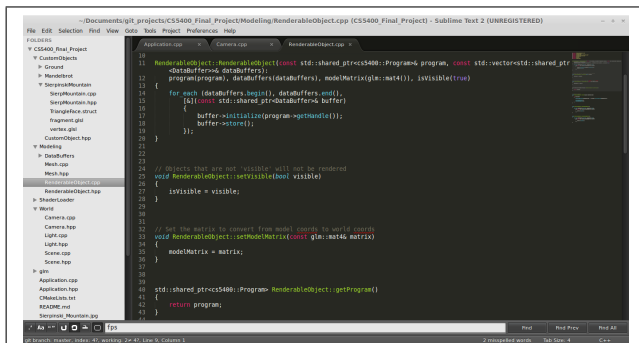 ~/Documents/git_projects/CS5400_Final_Project/Modeling/RenderableObject.cpp (CS5400_Final_Project) - Sublime Text 2 (UNREGISTERED)
File Edit Selection Find View Goto Tools Project Preferences Help
FOLDERS
Application.cpp × Camera.cpp × RenderableObject.cpp ×
▼ CS5400_Final_Project
▼ CustomObjects
▶ Ground
▶ Mandelbrot
▼ SierpinskiMountain
SierpMountain.cpp
SierpMountain.hpp
TriangleFace.struct
fragment.glsl
vertex.glsl
CustomObject.hpp
▼ Modeling
▶ DataBuffers
Mesh.cpp
Mesh.hpp
RenderableObject.cpp
RenderableObject.hpp
▶ ShaderLoader
▼ World
Camera.cpp
Camera.hpp
Light.cpp
Light.hpp
Scene.cpp
Scene.hpp
▶ glm
Application.cpp
Application.hpp
CMakeLists.txt
README.md
Sierpinski_Mountain.jpg
10
11 RenderableObject::RenderableObject(const std::shared_ptr<cs5400::Program>& program, const std::vector<std::shared_ptr
<DataBuffer>>& dataBuffers):
12 program(program), dataBuffers(dataBuffers), modelMatrix(glm::mat4()), isVisible(true)
13 {
14 for_each (dataBuffers.begin(), dataBuffers.end(),
15 [&](const std::shared_ptr<DataBuffer>& buffer)
16 {
17 buffer->initialize(program->getHandle());
18 buffer->store();
19 });
20 }
21
22
23
24 // Objects that are not 'visible' will not be rendered
25 void RenderableObject::setVisible(bool visible)
26 {
27 isVisible = visible;
28 }
29
30
31
32 // Set the matrix to convert from model coords to world coords
33 void RenderableObject::setModelMatrix(const glm::mat4& matrix)
34 {
35 modelMatrix = matrix;
36 }
37
38
39
40 std::shared_ptr<cs5400::Program> RenderableObject::getProgram()
41 {
42 return program;
43 }
.* Aa "" fps Find Find Prev Find All
git branch: master, index: 4?, working: 2≠ 4?, Line 9, Column 1 2 misspelled words Tab Size: 4 C++